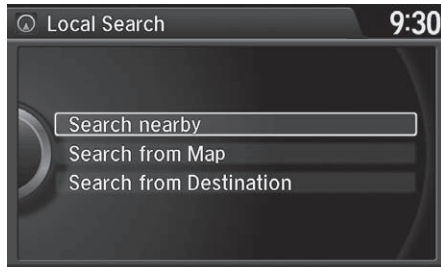 Local Search
9:30
Search nearby
Search from Map
Search from Destination